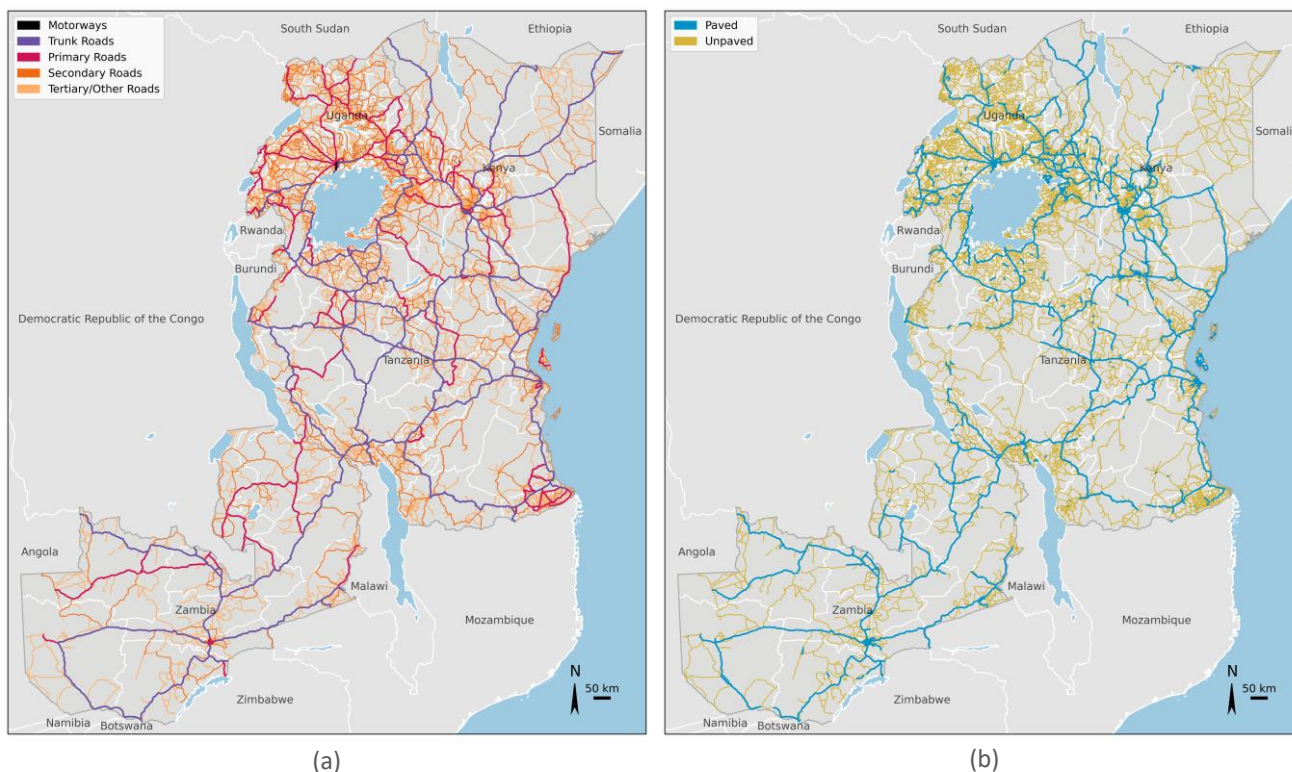 Motorways
Trunk Roads
Primary Roads
Secondary Roads
Tertiary/Other Roads
South Sudan
Ethiopia
Uganda
Somalia
Kenya
Rwanda
Burundi
Democratic Republic of the Congo
Tanzania
Angola
Zambia
Malawi
Mozambique
Zimbabwe
Namibia
Botswana
N
50 km
(a)
Paved
Unpaved
South Sudan
Ethiopia
Uganda
Somali
Kenya
Rwanda
Burundi
Democratic Republic of the Congo
Tanzania
Angola
Zambia
Malawi
Mozambique
Zimbabwe
Namibia
Botswana
N
50 km
(b)